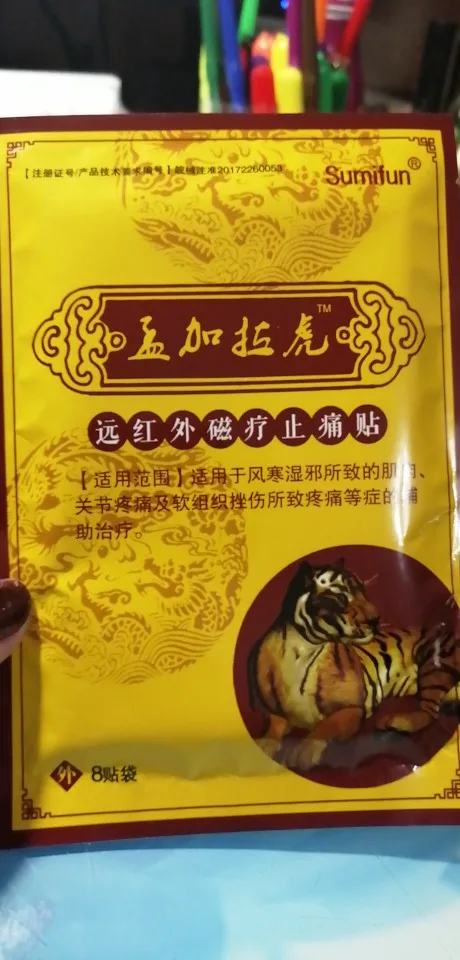 【注册证号/产品技术要求编号】皖械注准20172260053
Sumifun®
孟加拉虎™
远红外磁疗止痛贴
【适用范围】适用于风寒湿邪所致的肌肉、
关节疼痛及软组织挫伤所致疼痛等症的辅
助治疗。
外 8贴袋